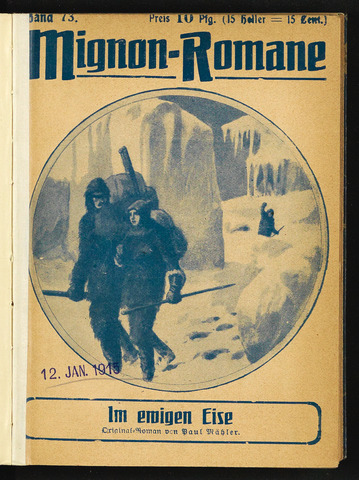 Band 73.
Preis 10 Pfg. (15 Heller = 15 Cent.)
Mignon-Romane
12. JAN. 1915
Im ewigen Eise
Original-Roman von Paul Mähler.